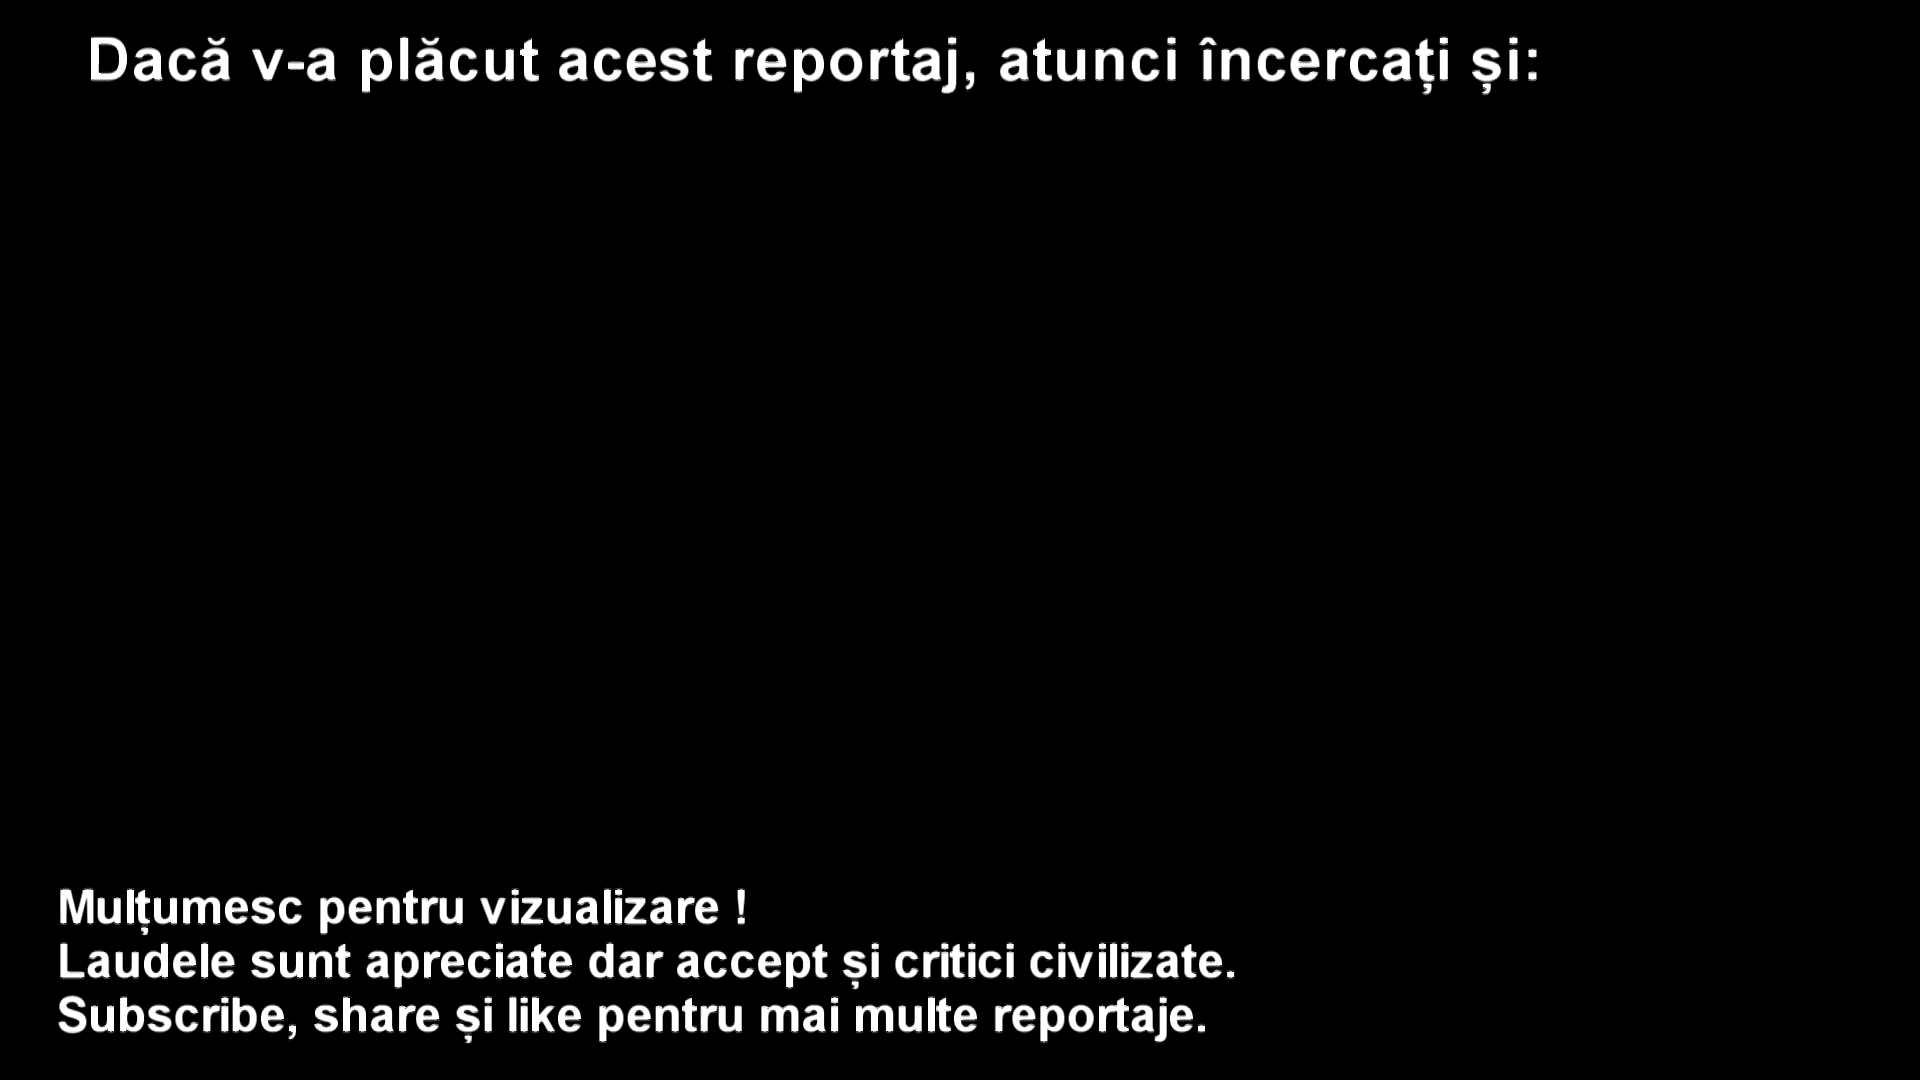 Dacă v-a plăcut acest reportaj, atunci încercați și:
Mulțumesc pentru vizualizare !
Laudele sunt apreciate dar accept și critici civilizate.
Subscribe, share și like pentru mai multe reportaje.